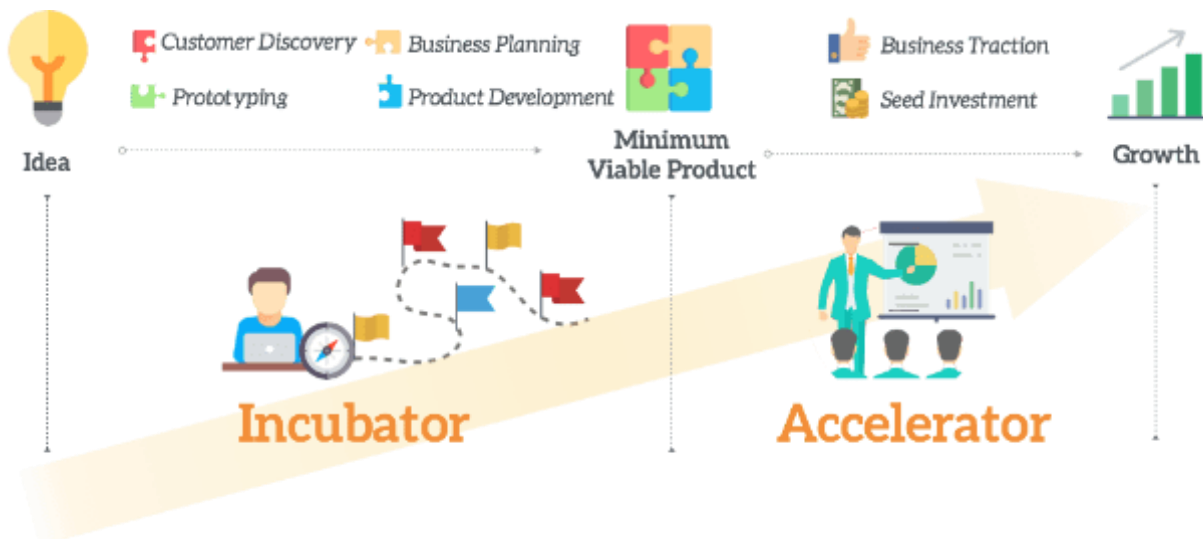 Customer Discovery
Business Planning
Prototyping
Product Development
Business Traction
Seed Investment
Idea
Minimum
Viable Product
Growth
Incubator
Accelerator